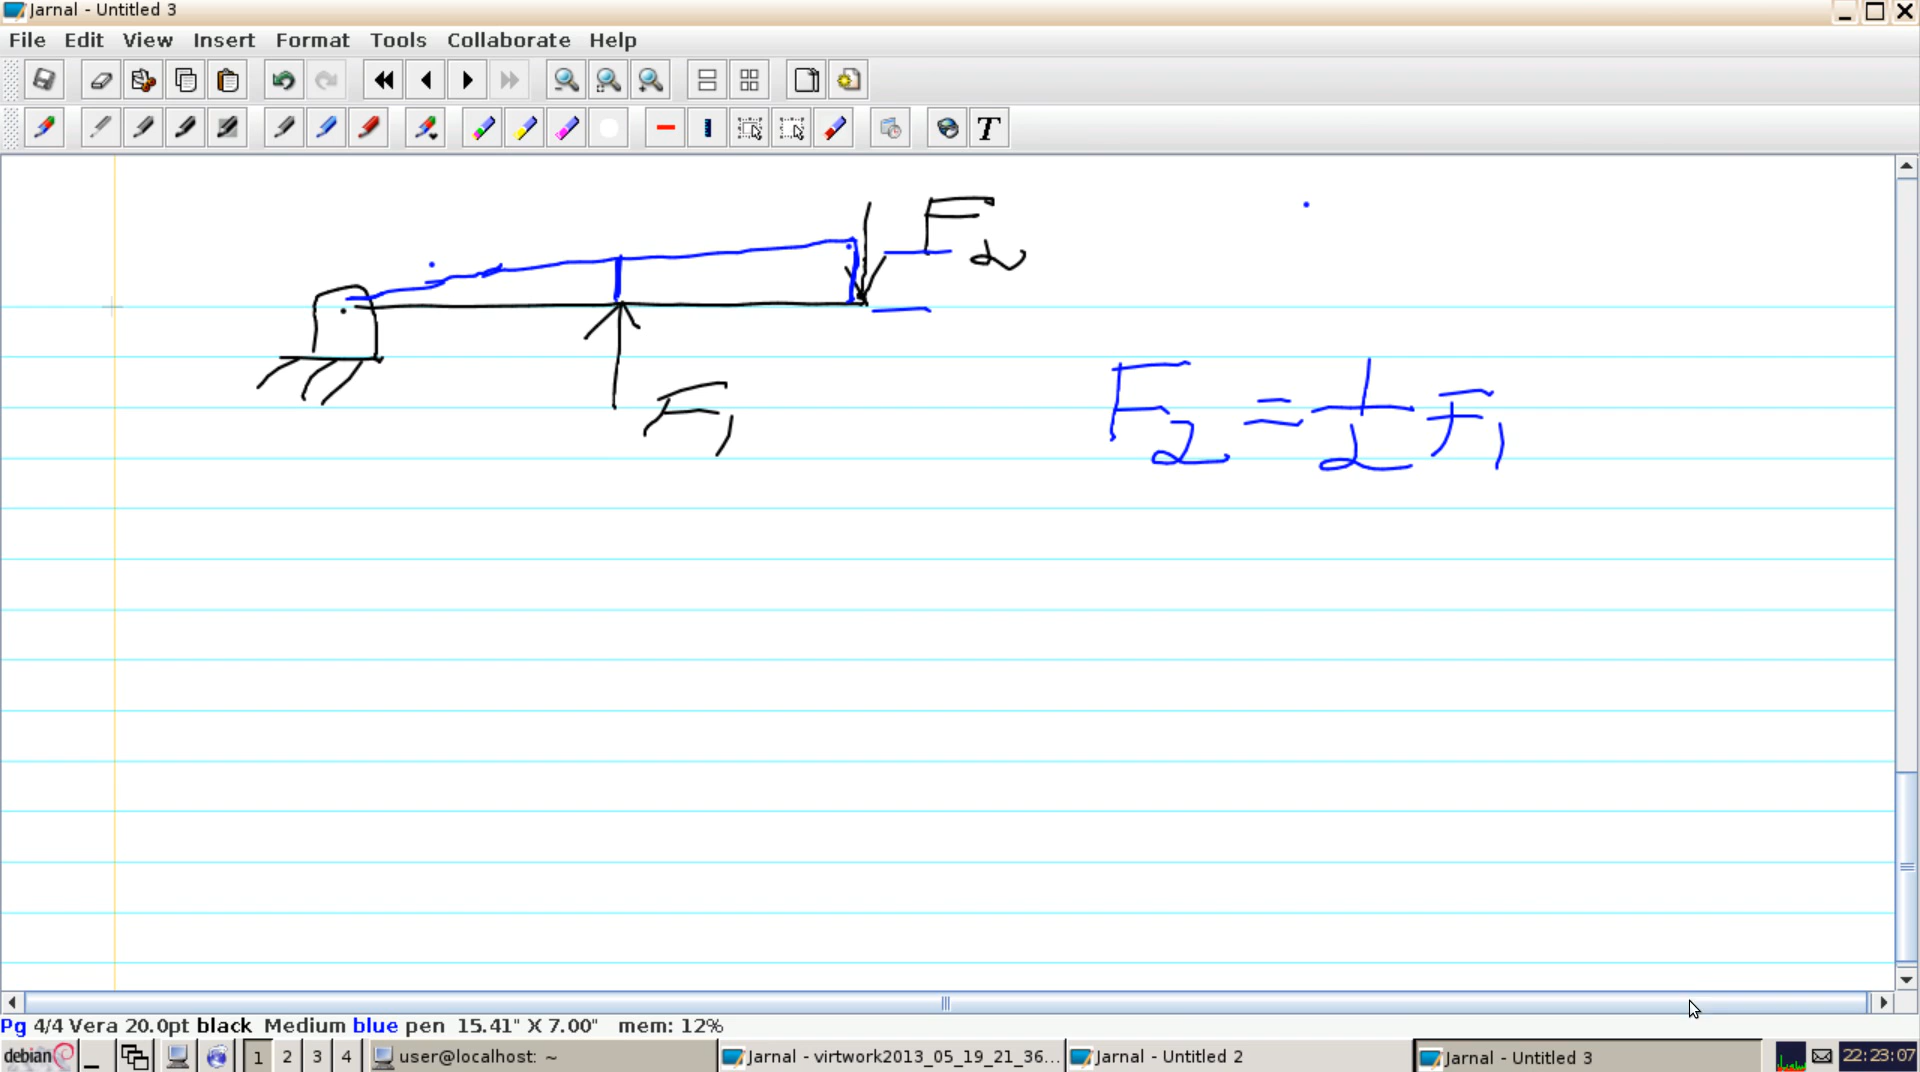 Jarnal - Untitled 3
File Edit View Insert Format Tools Collaborate Help
T
F2
F1
F2 = 1/2 F1
Pg 4/4 Vera 20.0pt black Medium blue pen 15.41" X 7.00" mem: 12%
debian 1 2 3 4 user@localhost: ~ Jarnal - virtwork2013_05_19_21_36... Jarnal - Untitled 2 Jarnal - Untitled 3 22:23:07